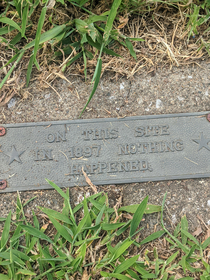 ON THIS SITE
IN 1897 NOTHING
HAPPENED.